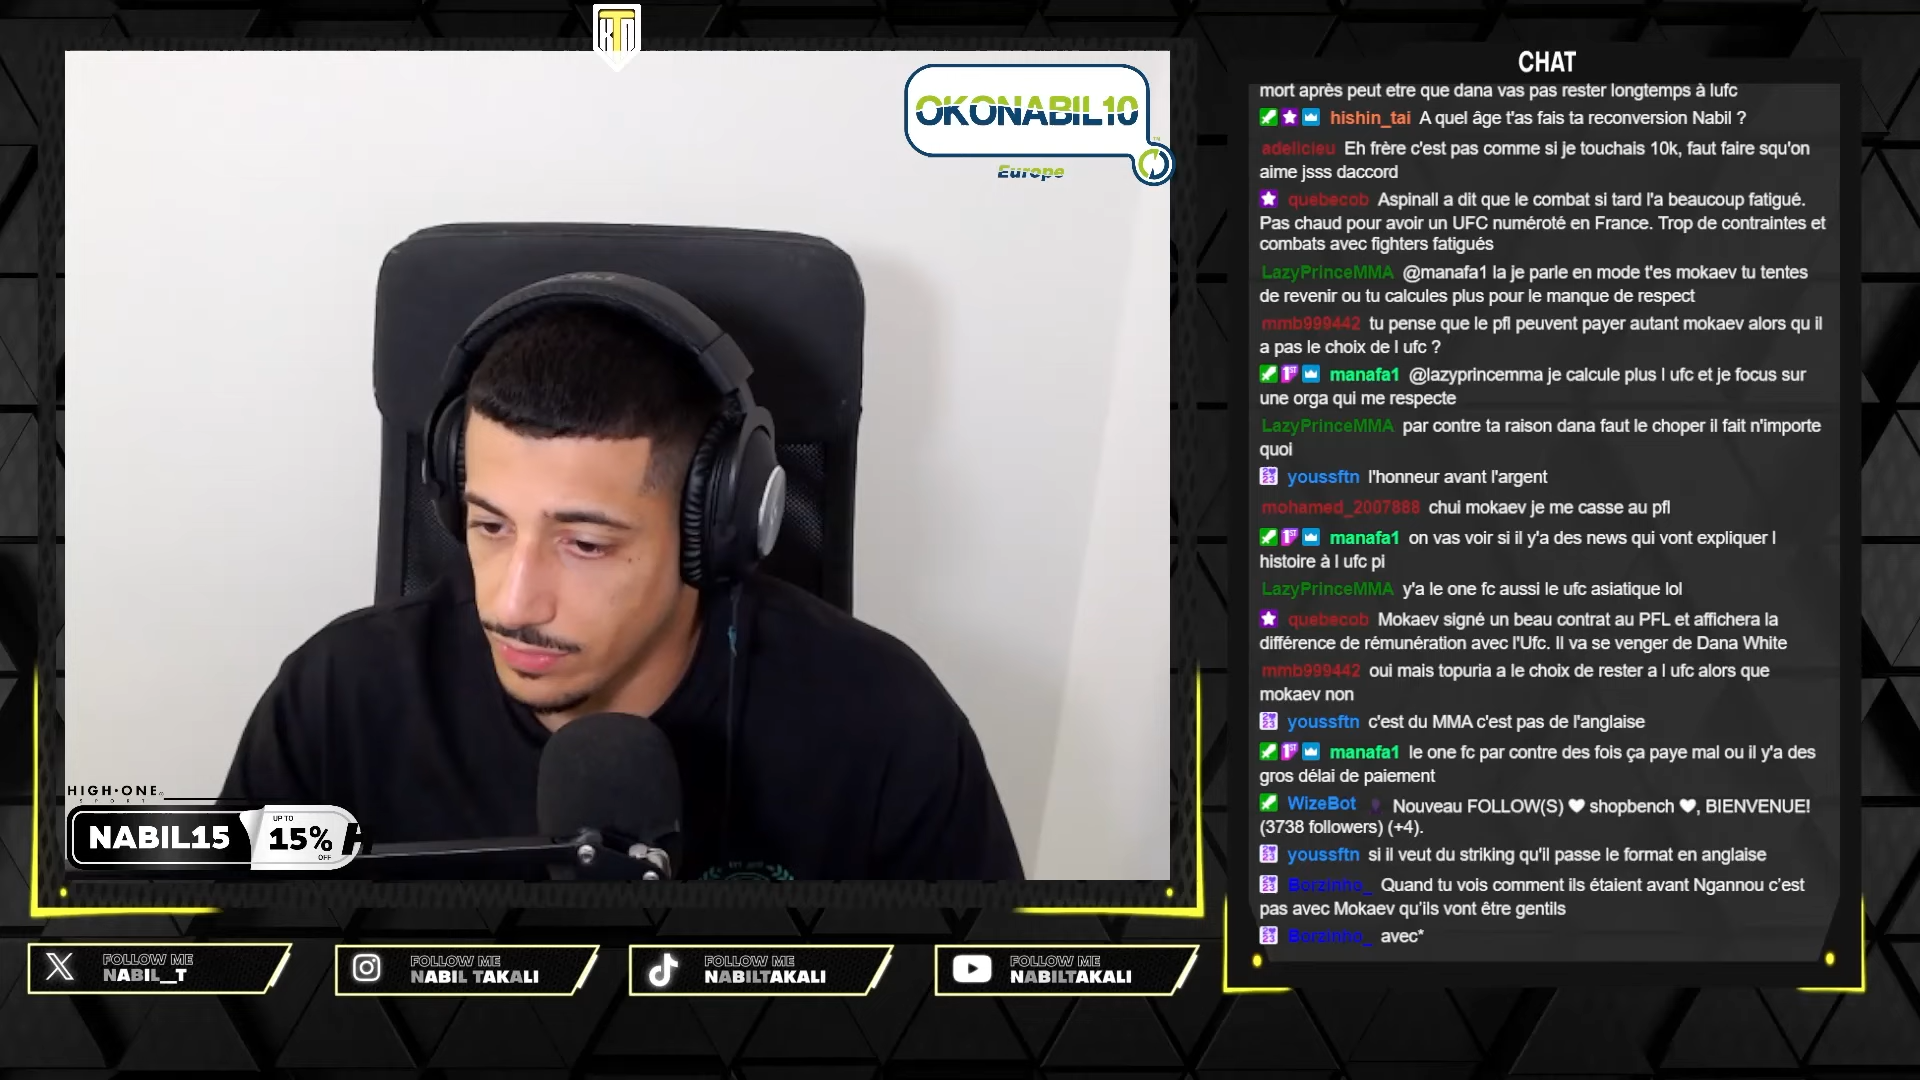 KTN
OKONABIL10
Europe
HIGH·ONE
SPORT
NABIL15
UP TO
15%
OFF
H
FOLLOW ME
NABIL__T
FOLLOW ME
NABIL TAKALI
FOLLOW ME
NABILTAKALI
FOLLOW ME
NABILTAKALI
CHAT
mort après peut etre que dana vas pas rester longtemps à lufc
hishin_tai A quel âge t'as fais ta reconversion Nabil ?
adelicieu Eh frère c'est pas comme si je touchais 10k, faut faire squ'on
aime jsss daccord
quebecob Aspinall a dit que le combat si tard l'a beaucoup fatigué.
Pas chaud pour avoir un UFC numéroté en France. Trop de contraintes et
combats avec fighters fatigués
LazyPrinceMMA @manafa1 la je parle en mode t'es mokaev tu tentes
de revenir ou tu calcules plus pour le manque de respect
mmb999442 tu pense que le pfl peuvent payer autant mokaev alors qu il
a pas le choix de l ufc ?
1ST manafa1 @lazyprincemma je calcule plus l ufc et je focus sur
une orga qui me respecte
LazyPrinceMMA par contre ta raison dana faut le choper il fait n'importe
quoi
youssftn l'honneur avant l'argent
mohamed_2007888 chui mokaev je me casse au pfl
1ST manafa1 on vas voir si il y'a des news qui vont expliquer l
histoire à l ufc pi
LazyPrinceMMA y'a le one fc aussi le ufc asiatique lol
quebecob Mokaev signé un beau contrat au PFL et affichera la
différence de rémunération avec l'Ufc. Il va se venger de Dana White
mmb999442 oui mais topuria a le choix de rester a l ufc alors que
mokaev non
youssftn c'est du MMA c'est pas de l'anglaise
1ST manafa1 le one fc par contre des fois ça paye mal ou il y'a des
gros délai de paiement
WizeBot Nouveau FOLLOW(S) ♥ shopbench ♥, BIENVENUE!
(3738 followers) (+4).
youssftn si il veut du striking qu'il passe le format en anglaise
Borzinho_ Quand tu vois comment ils étaient avant Ngannou c'est
pas avec Mokaev qu'ils vont être gentils
Borzinho_ avec*